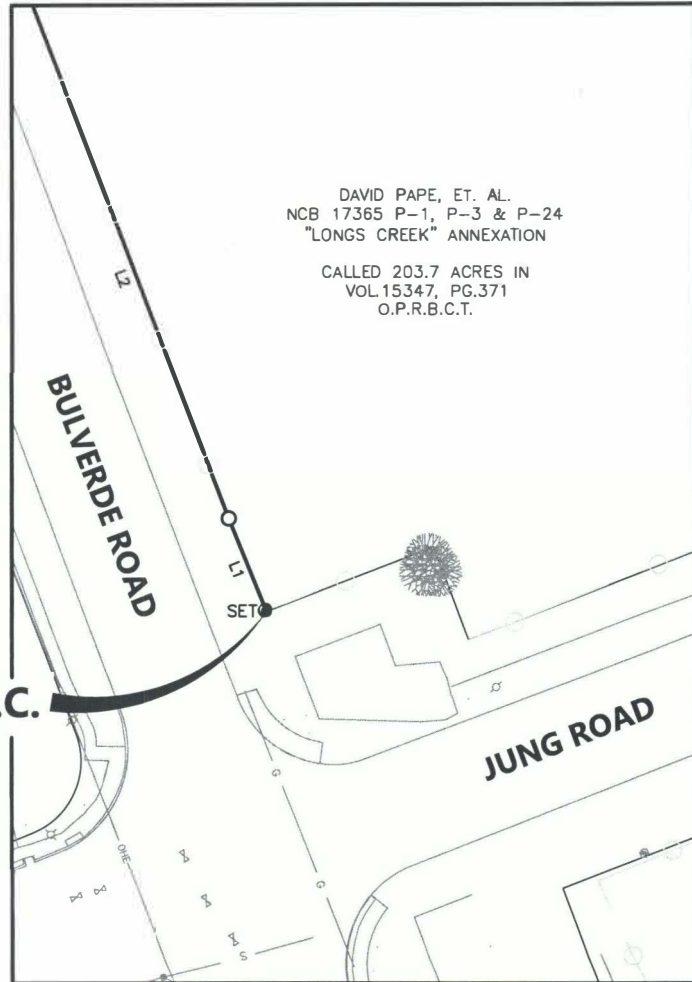 DAVID PAPE, ET. AL.
NCB 17365 P-1, P-3 & P-24
"LONGS CREEK" ANNEXATION
CALLED 203.7 ACRES IN
VOL.15347, PG.371
O.P.R.B.C.T.
L2
BULVERDE ROAD
L1
SET
.C.
JUNG ROAD
G
OHE
G
G
S